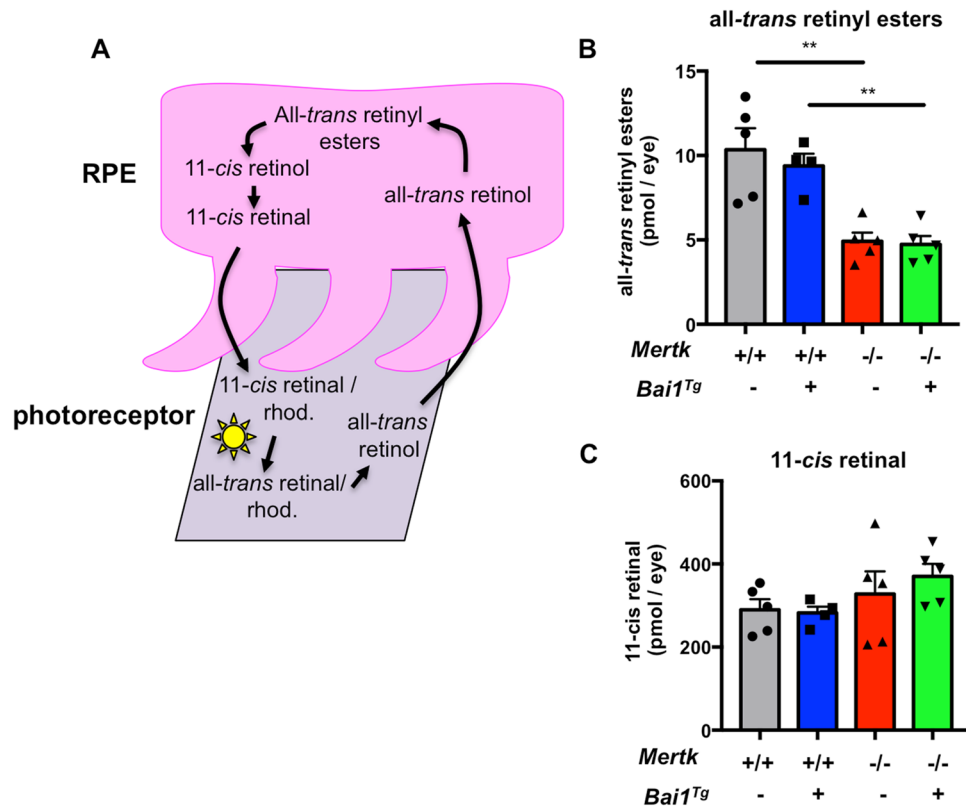 A
RPE
All-trans retinyl
esters
11-cis retinol
11-cis retinal
all-trans retinol
photoreceptor
11-cis retinal /
rhod.
all-trans
retinol
all-trans retinal/
rhod.
B
all-trans retinyl esters
**
**
all-trans retinyl esters
(pmol / eye)
15
10
5
0
Mertk +/+ +/+ -/- -/-
Bai1Tg - + - +
C
11-cis retinal
11-cis retinal
(pmol / eye)
600
400
200
0
Mertk +/+ +/+ -/- -/-
Bai1Tg - + - +